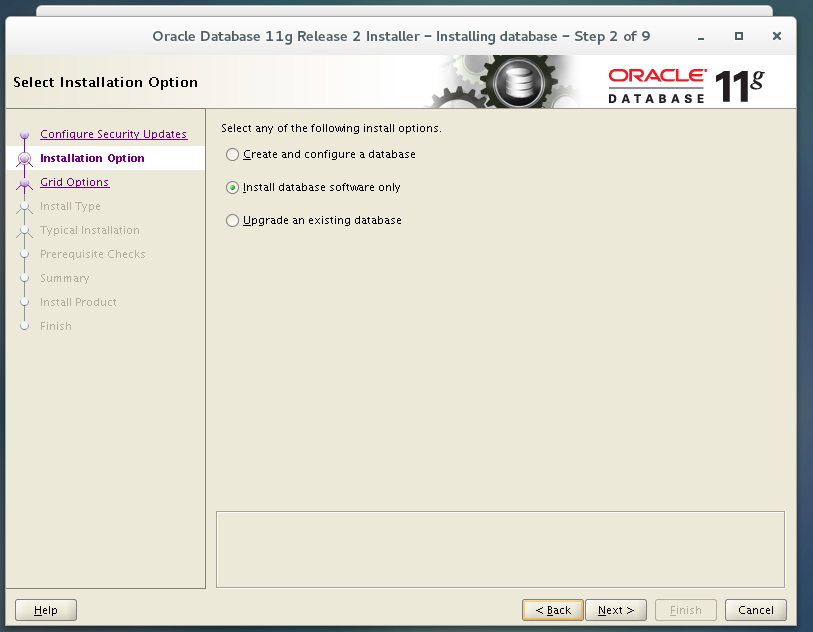 Oracle Database 11g Release 2 Installer – Installing database – Step 2 of 9
Select Installation Option
ORACLE
DATABASE 11g
Configure Security Updates
Installation Option
Grid Options
Install Type
Typical Installation
Prerequisite Checks
Summary
Install Product
Finish
Select any of the following install options.
Create and configure a database
Install database software only
Upgrade an existing database
Help
< Back
Next >
Finish
Cancel